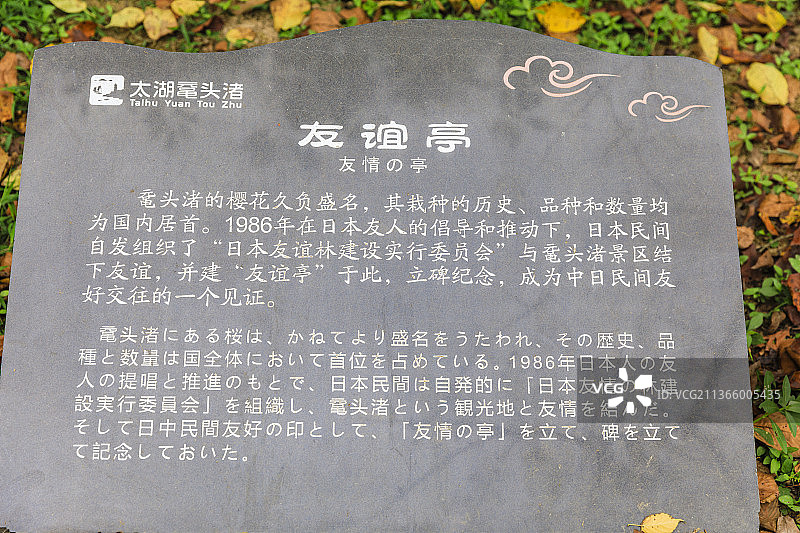 太湖鼋头渚
Taihu Yuan Tou Zhu
友谊亭
友情の亭
鼋头渚的樱花久负盛名，其栽种的历史、品种和数量均
为国内居首。1986年在日本友人的倡导和推动下，日本民间
自发组织了“日本友谊林建设实行委员会”与鼋头渚景区结
下友谊，并建“友谊亭”于此，立碑纪念，成为中日民间友
好交往的一个见证。
鼋头渚にある桜は、かねてより盛名をうたわれ、その歴史、品
種と数量は国全体において首位を占めている。1986年日本人の友
人の提唱と推進のもとで、日本民間は自発的に「日本友 の林建
設実行委員会」を組織し、鼋头渚という観光地と友情を結 た。
そして日中民間友好の印として、「友情の亭」を立て、碑を立て
て記念しておいた。
VCG
VCG.COM
ID:VCG211366005435